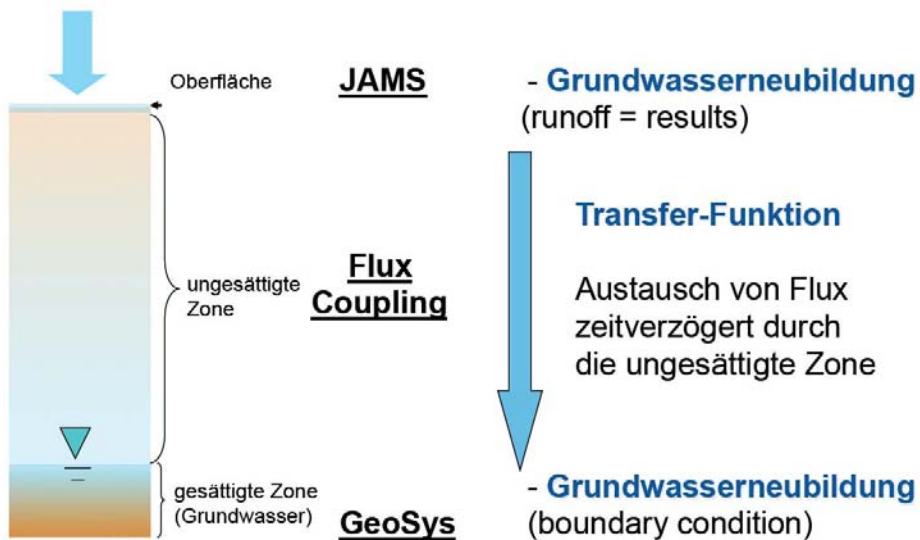 Oberfläche
JAMS
- Grundwasserneubildung
(runoff = results)
Transfer-Funktion
ungesättigte
Zone
Flux
Coupling
Austausch von Flux
zeitverzögert durch
die ungesättigte Zone
gesättigte Zone
(Grundwasser)
GeoSys
- Grundwasserneubildung
(boundary condition)